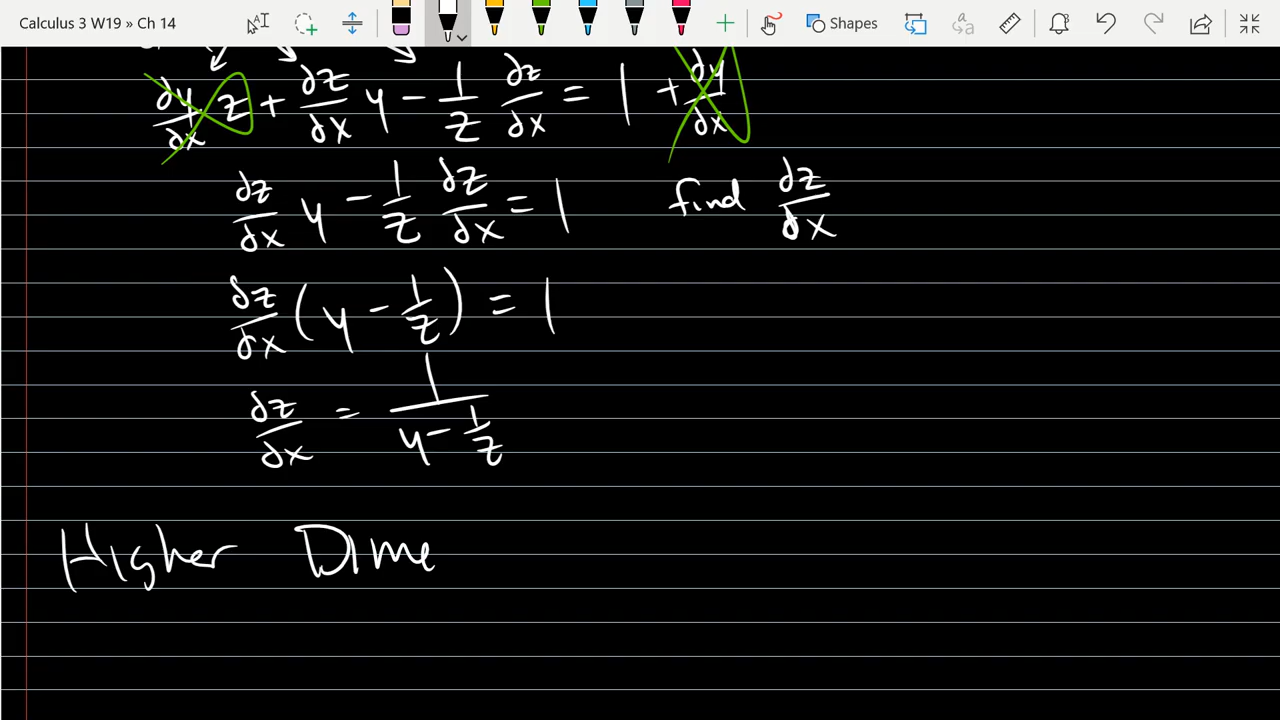 Calculus 3 W19 » Ch 14
Shapes
∂y/∂x z + ∂z/∂x y − 1/z ∂z/∂x = 1 + ∂y/∂x
∂z/∂x y − 1/z ∂z/∂x = 1 find ∂z/∂x
∂z/∂x (y − 1/z) = 1
∂z/∂x = 1/(y − 1/z)
Higher Dime